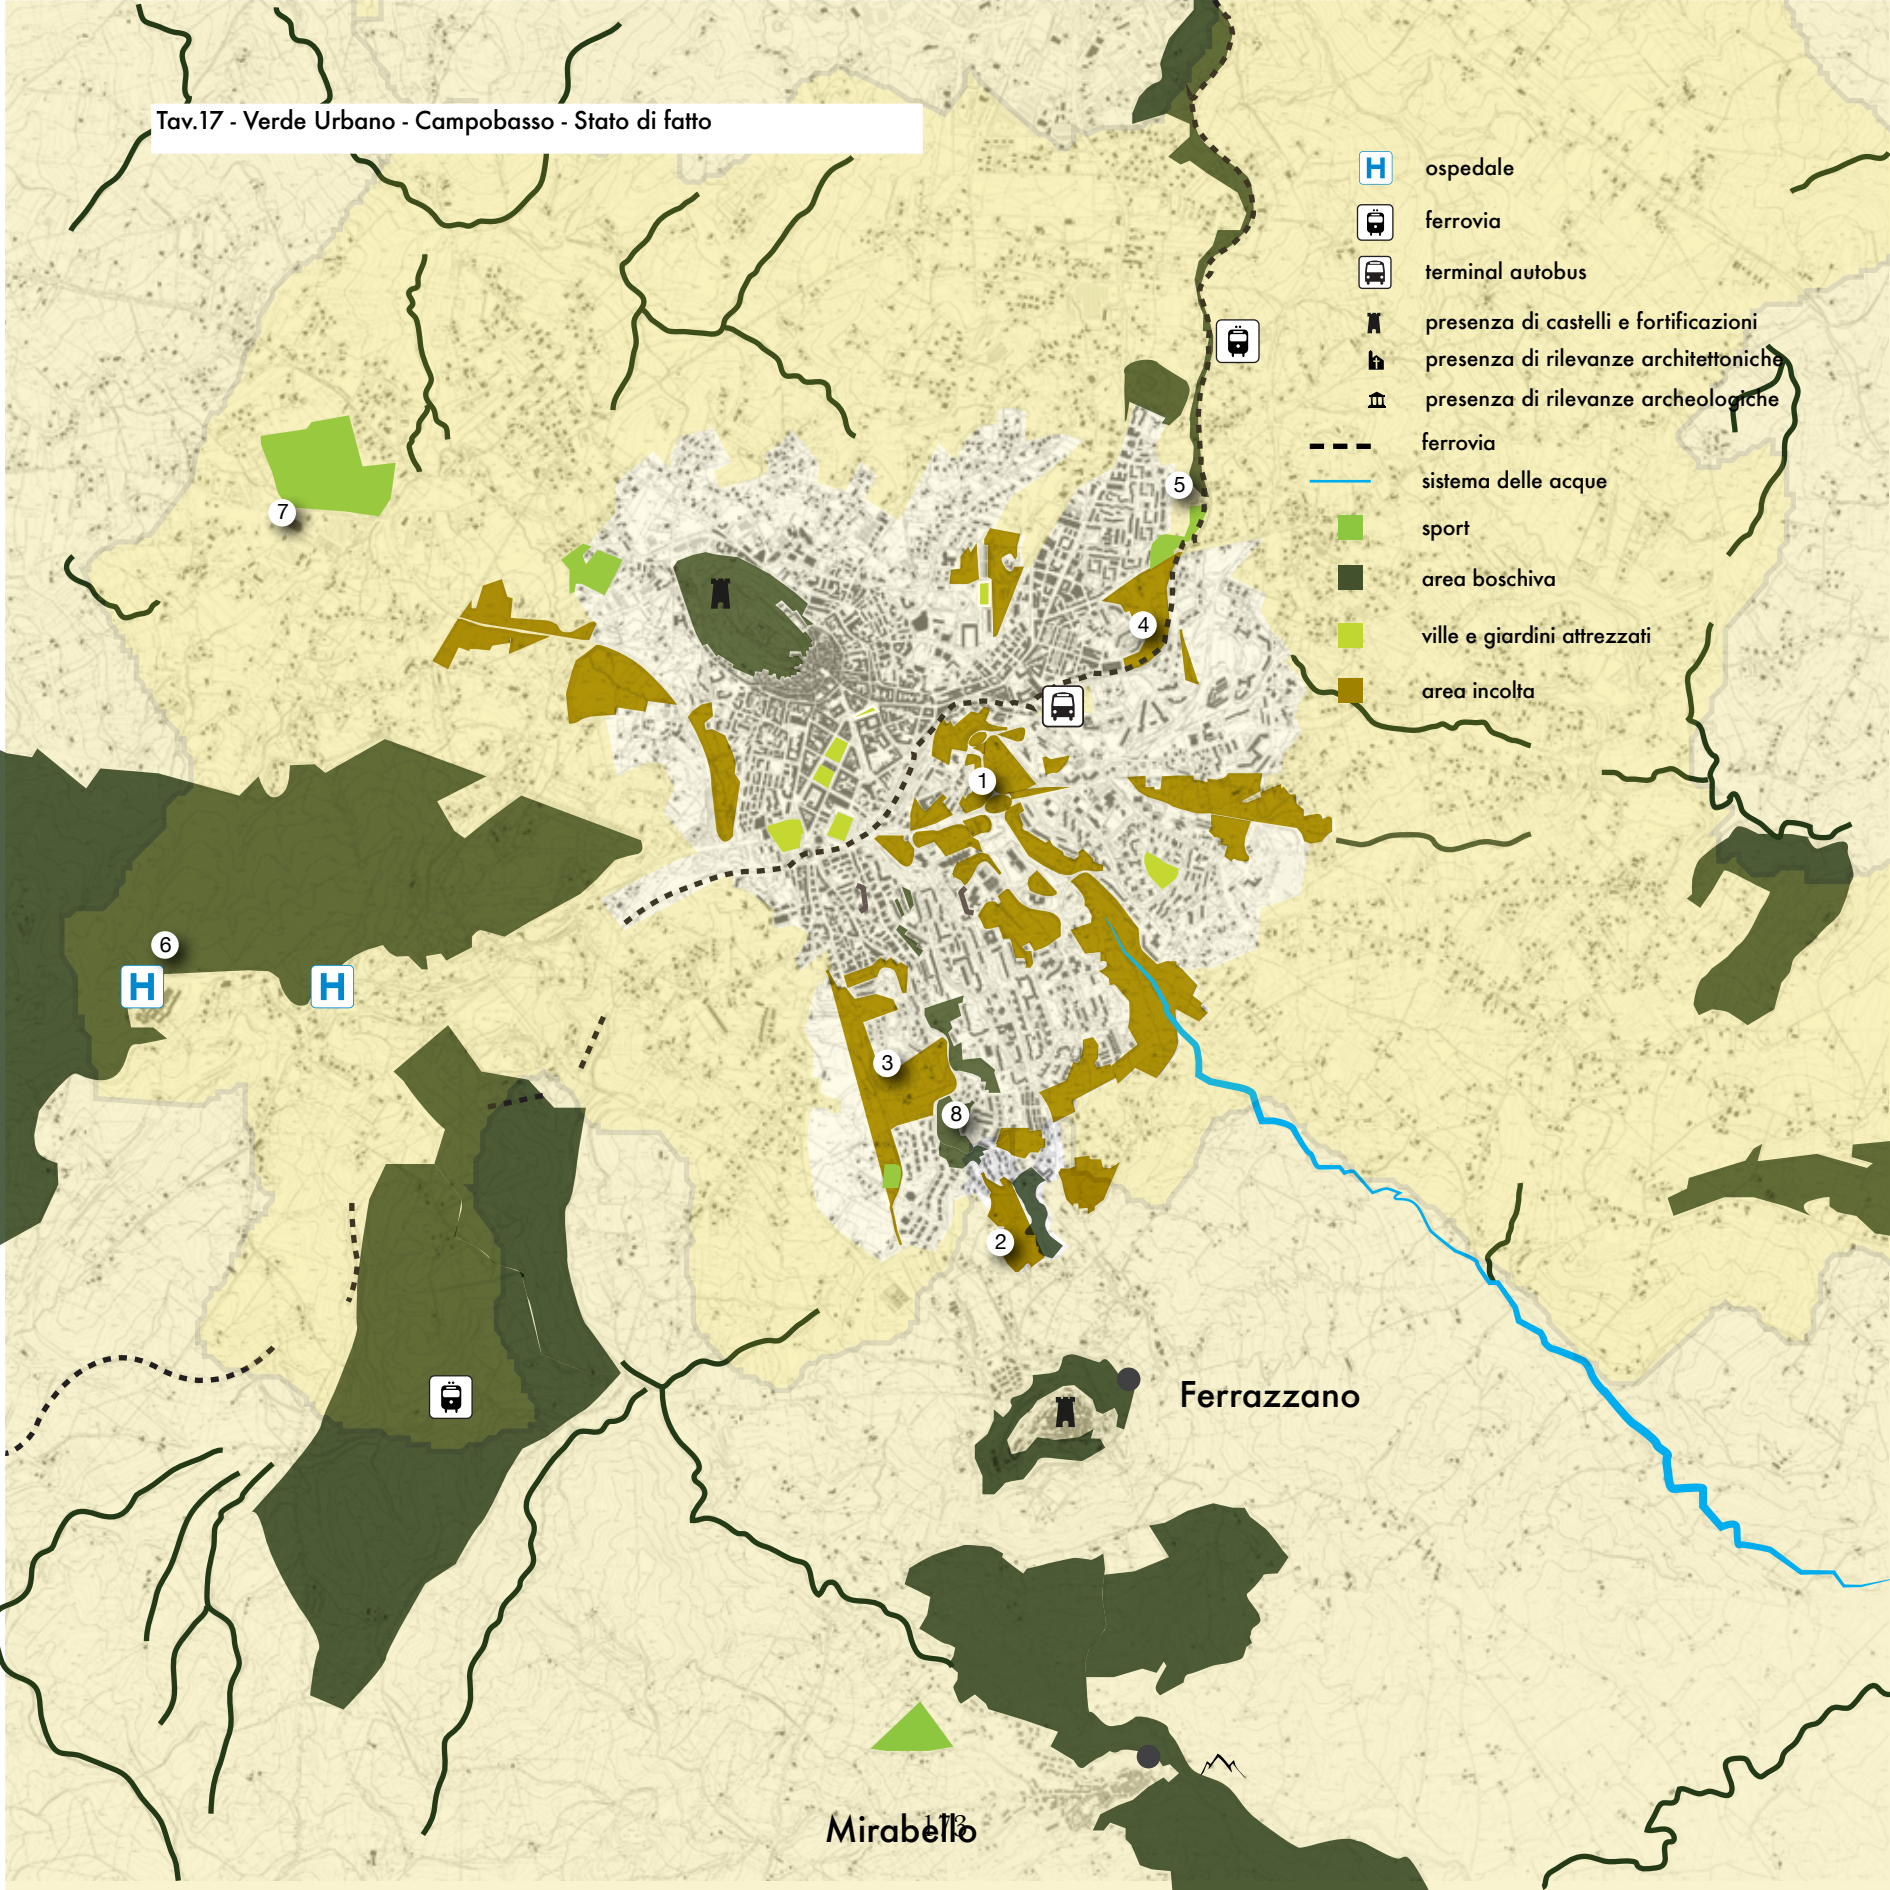 Tav.17 - Verde Urbano - Campobasso - Stato di fatto
H ospedale
ferrovia
terminal autobus
presenza di castelli e fortificazioni
presenza di rilevanze architettoniche
presenza di rilevanze archeologiche
ferrovia
sistema delle acque
sport
area boschiva
ville e giardini attrezzati
area incolta
5
7
4
1
6
H
H
3
8
2
Ferrazzano
Mirabello
173